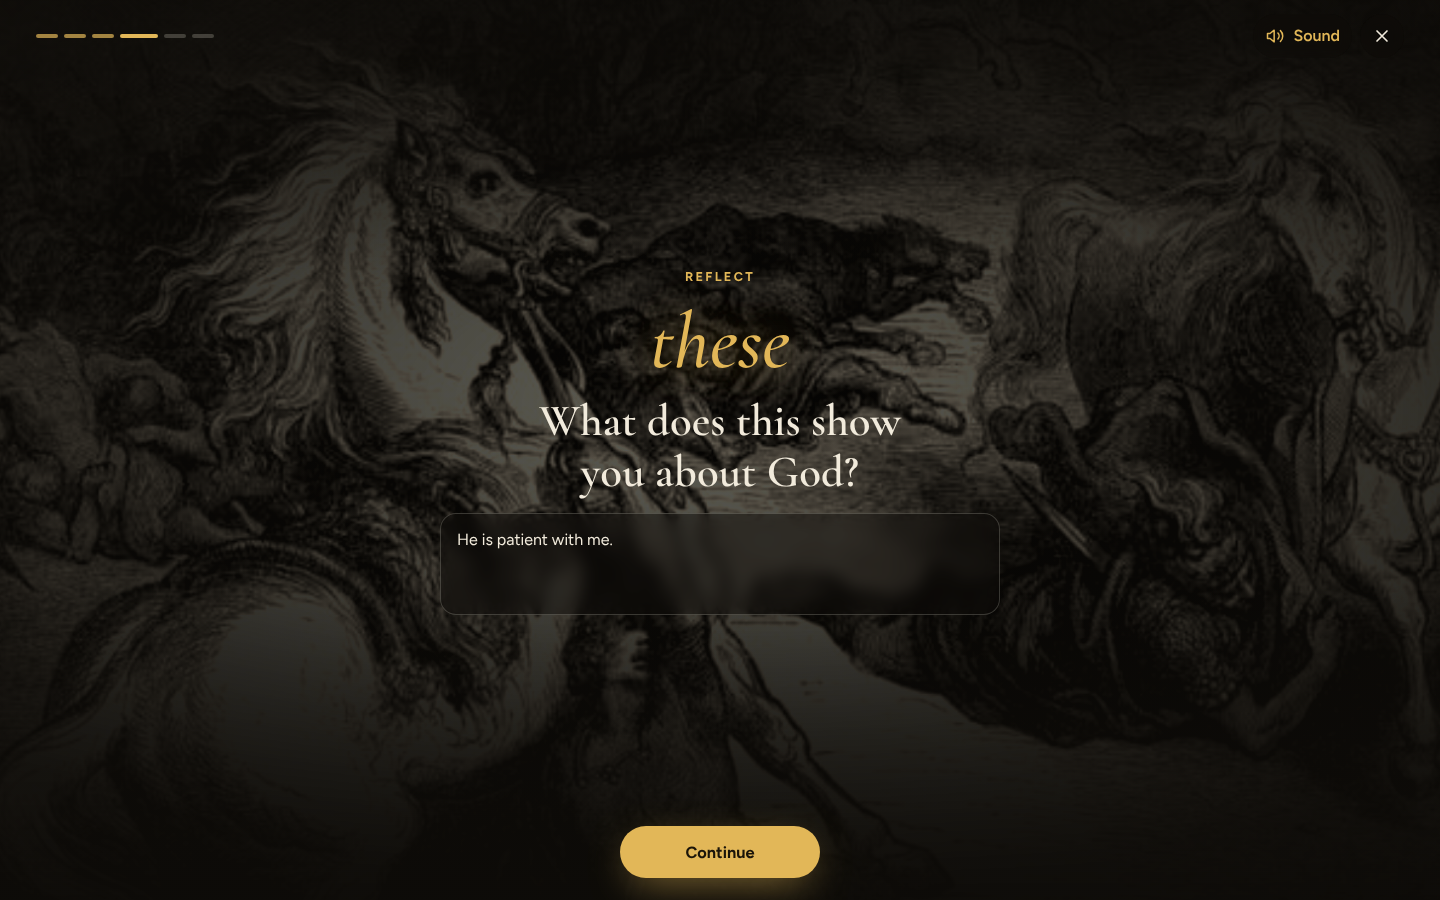 Sound
REFLECT
these
What does this show
you about God?
He is patient with me.
Continue